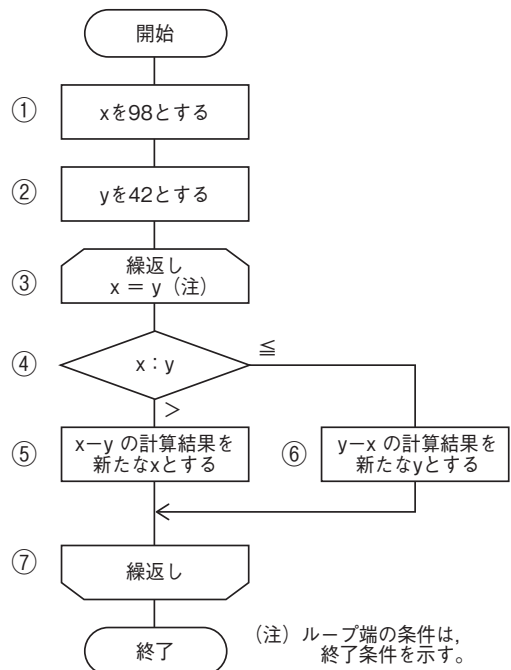 開始
①
xを98とする
②
yを42とする
③
繰返し
x = y（注）
④
x：y
≦
＞
⑤
x−y の計算結果を
新たなxとする
⑥
y−x の計算結果を
新たなyとする
⑦
繰返し
終了
（注）ループ端の条件は,
終了条件を示す。